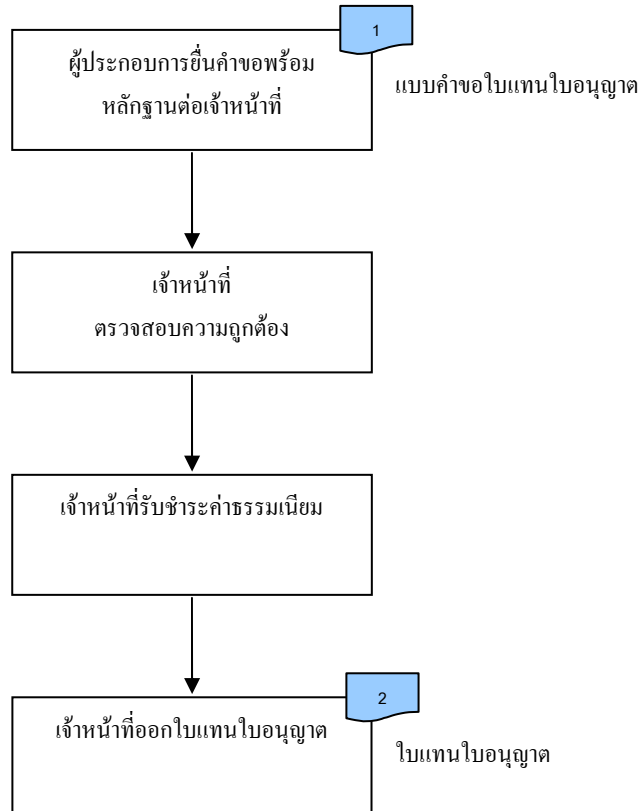 1
ผู้ประกอบการยื่นคำขอพร้อม
หลักฐานต่อเจ้าหน้าที่
แบบคำขอใบแทนใบอนุญาต
เจ้าหน้าที่
ตรวจสอบความถูกต้อง
เจ้าหน้าที่รับชำระค่าธรรมเนียม
2
เจ้าหน้าที่ออกใบแทนใบอนุญาต
ใบแทนใบอนุญาต